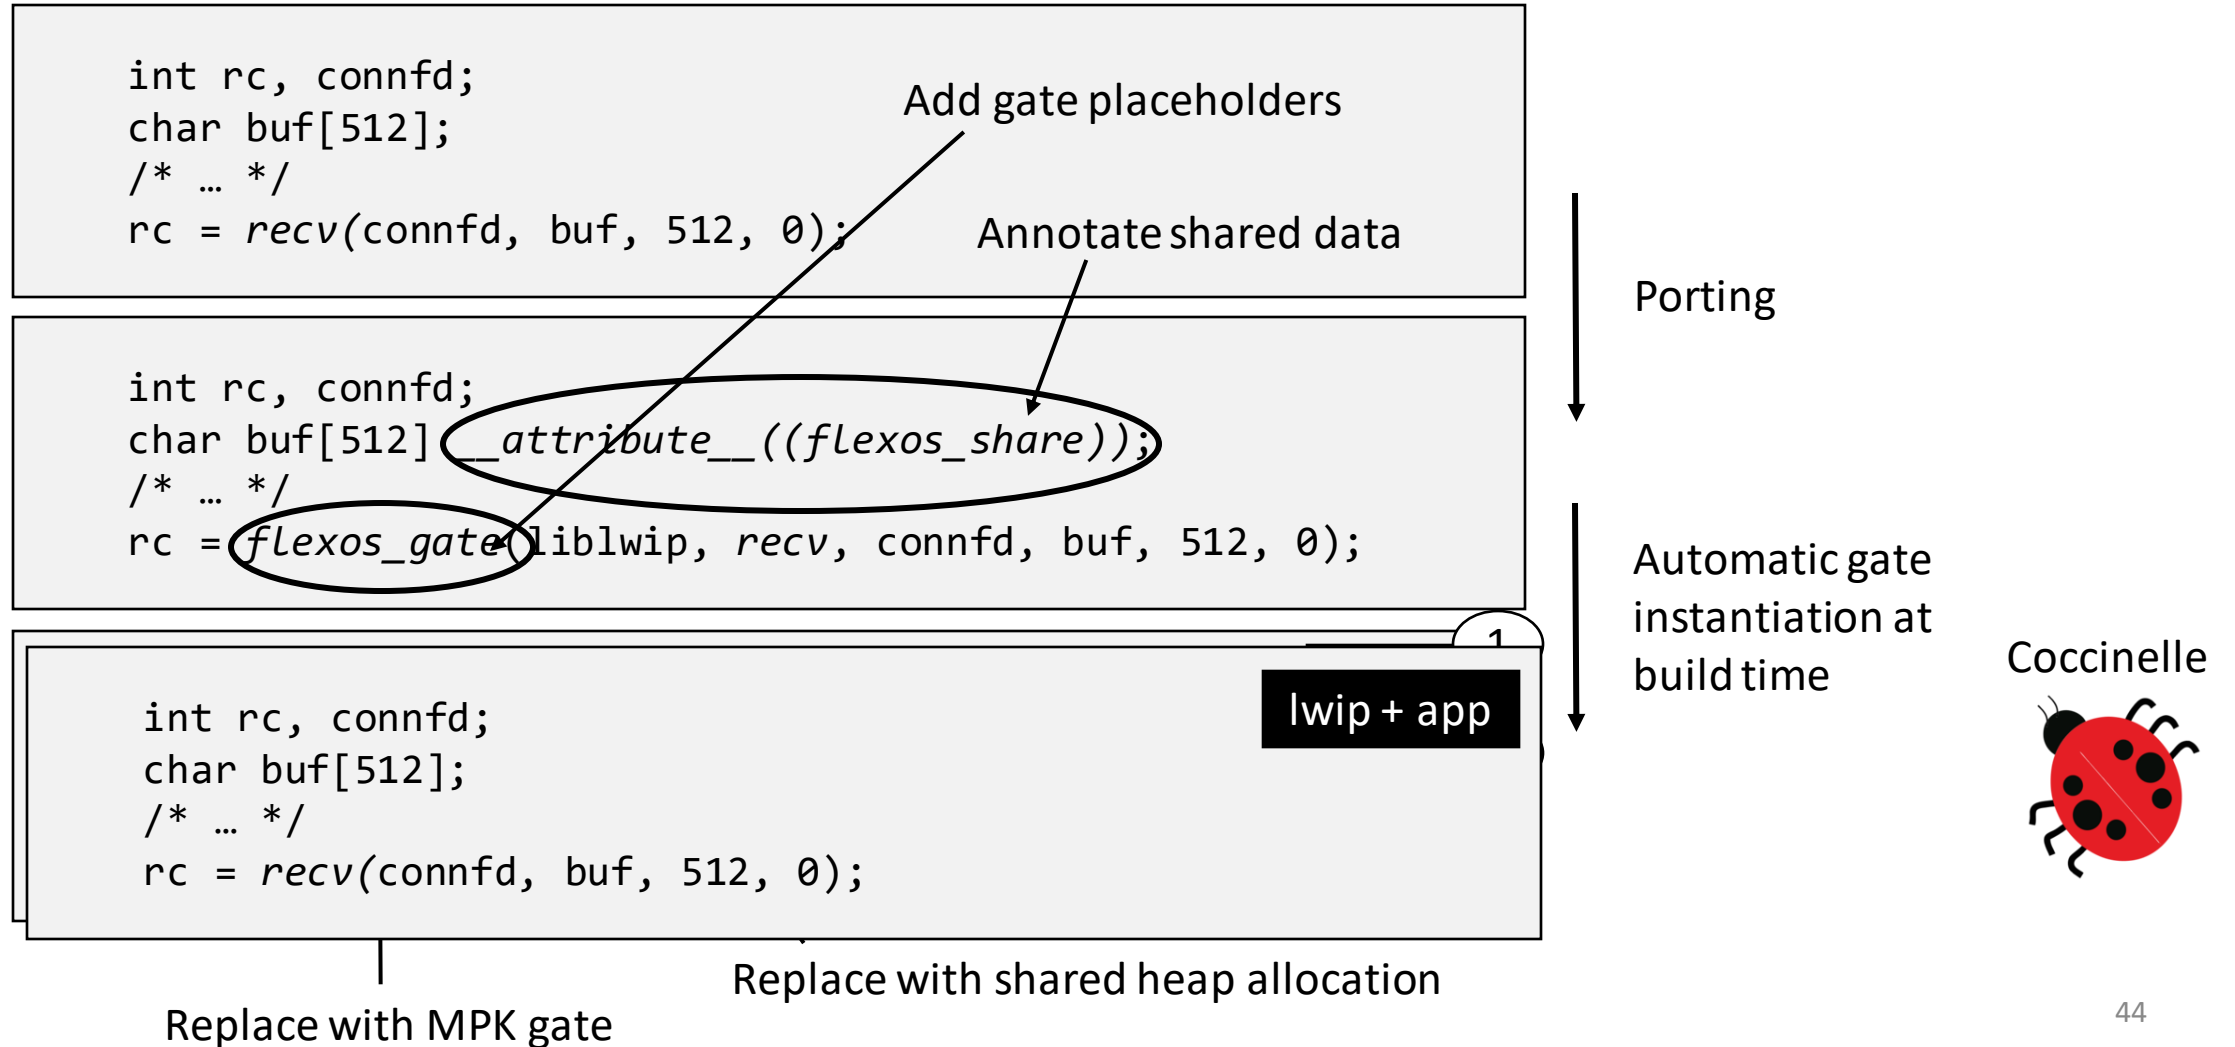 int rc, connfd;
char buf[512];
/* … */
rc = recv(connfd, buf, 512, 0);
Add gate placeholders
Annotate shared data
Porting
int rc, connfd;
char buf[512] __attribute__((flexos_share));
/* … */
rc = flexos_gate(liblwip, recv, connfd, buf, 512, 0);
Automatic gate
instantiation at
build time
Coccinelle
1
lwip + app
int rc, connfd;
char buf[512];
/* … */
rc = recv(connfd, buf, 512, 0);
Replace with shared heap allocation
Replace with MPK gate
44